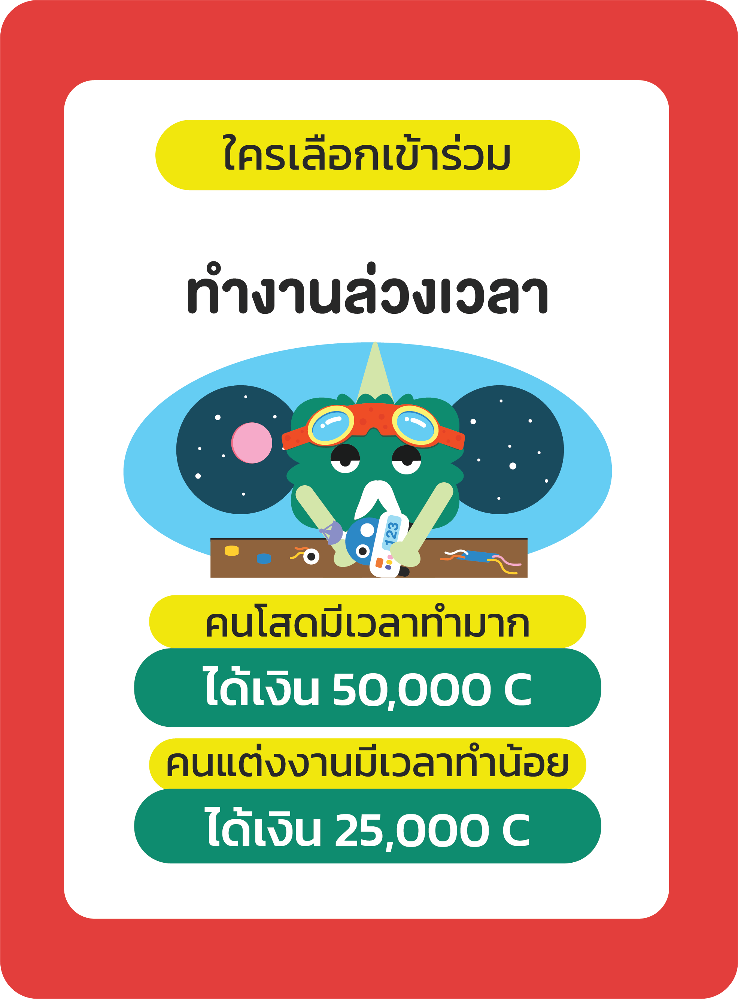 ใครเลือกเข้าร่วม
ทำงานล่วงเวลา
123
คนโสดมีเวลาทำมาก
ได้เงิน 50,000 C
คนแต่งงานมีเวลาทำน้อย
ได้เงิน 25,000 C